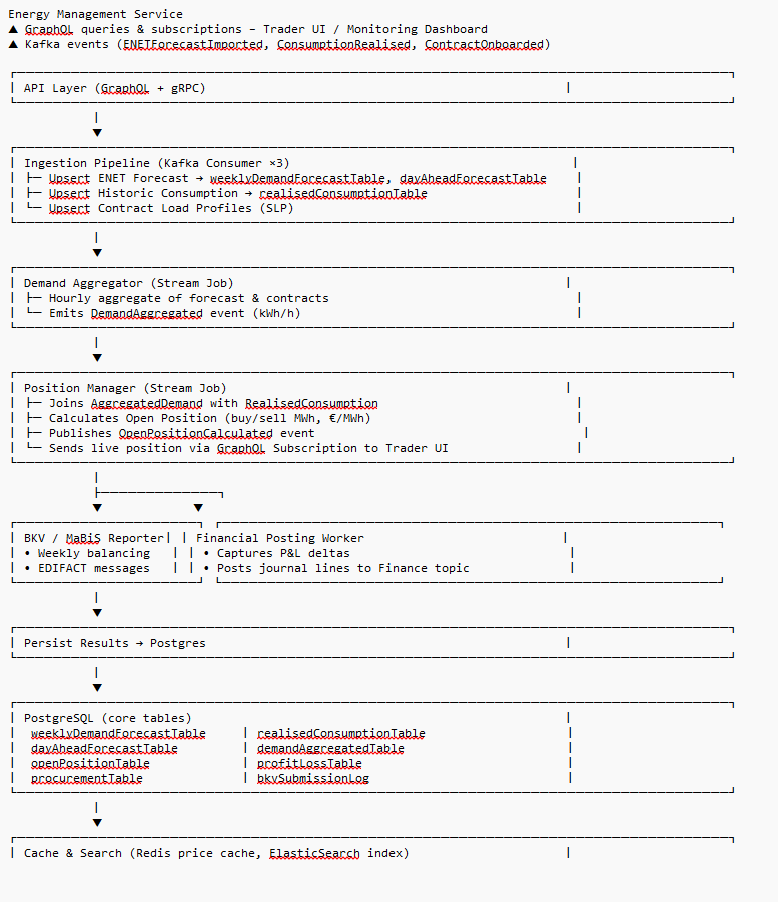 Energy Management Service
▲ GraphQL queries & subscriptions – Trader UI / Monitoring Dashboard
▲ Kafka events (ENETForecastImported, ConsumptionRealised, ContractOnboarded)
API Layer (GraphQL + gRPC)
▼
Ingestion Pipeline (Kafka Consumer ×3)
├─ Upsert ENET Forecast → weeklyDemandForecastTable, dayAheadForecastTable
├─ Upsert Historic Consumption → realisedConsumptionTable
└─ Upsert Contract Load Profiles (SLP)
▼
Demand Aggregator (Stream Job)
├─ Hourly aggregate of forecast & contracts
└─ Emits DemandAggregated event (kWh/h)
▼
Position Manager (Stream Job)
├─ Joins AggregatedDemand with RealisedConsumption
├─ Calculates Open Position (buy/sell MWh, €/MWh)
├─ Publishes OpenPositionCalculated event
└─ Sends live position via GraphQL Subscription to Trader UI
▼ ▼
BKV / MaBiS Reporter| | Financial Posting Worker
• Weekly balancing | | • Captures P&L deltas
• EDIFACT messages | | • Posts journal lines to Finance topic
▼
Persist Results → Postgres
▼
PostgreSQL (core tables)
weeklyDemandForecastTable | realisedConsumptionTable
dayAheadForecastTable | demandAggregatedTable
openPositionTable | profitLossTable
procurementTable | bkvSubmissionLog
▼
Cache & Search (Redis price cache, ElasticSearch index)